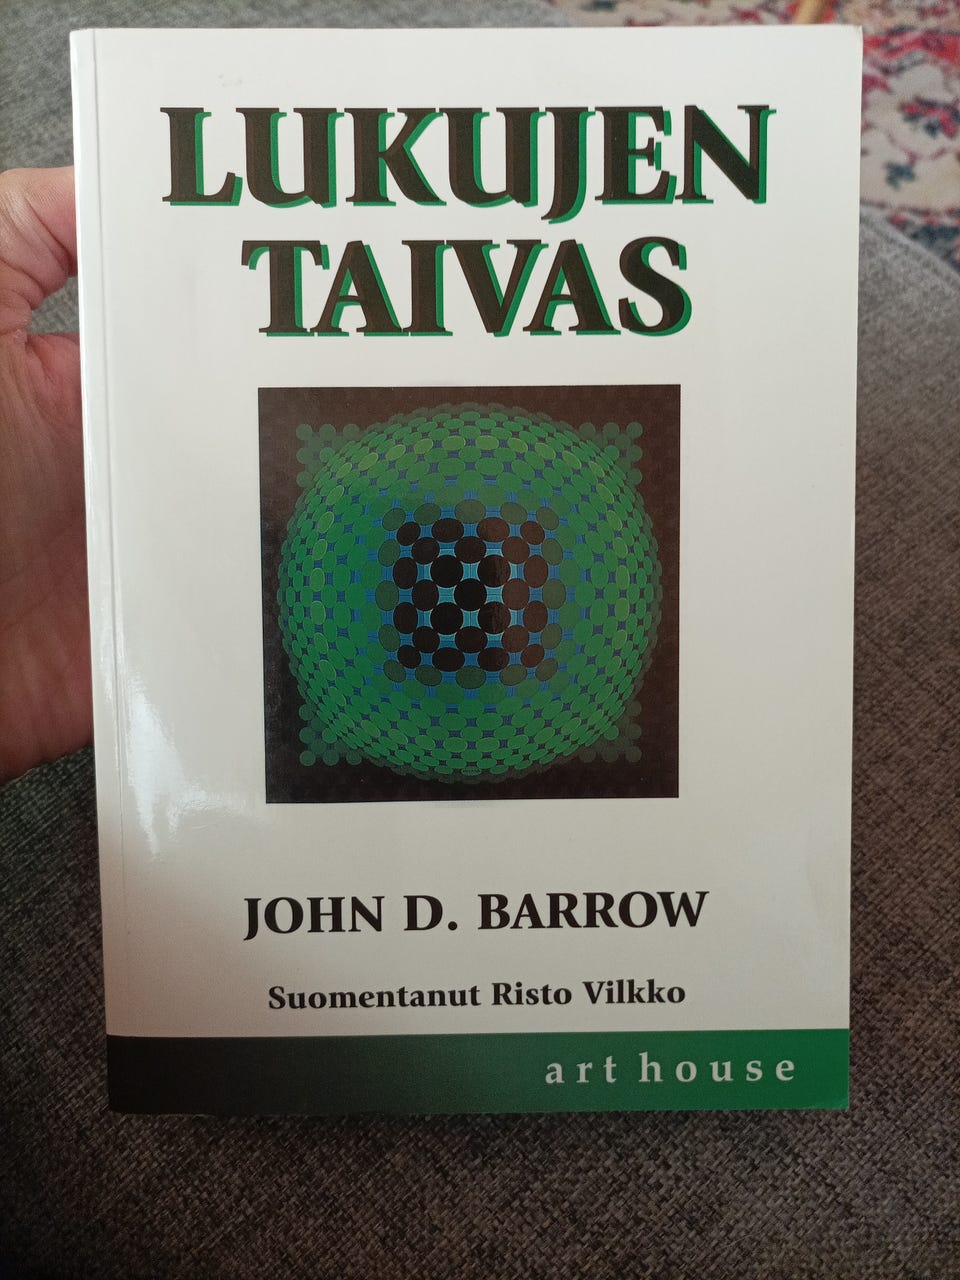 LUKUJEN
TAIVAS
JOHN D. BARROW
Suomentanut Risto Vilkko
art house